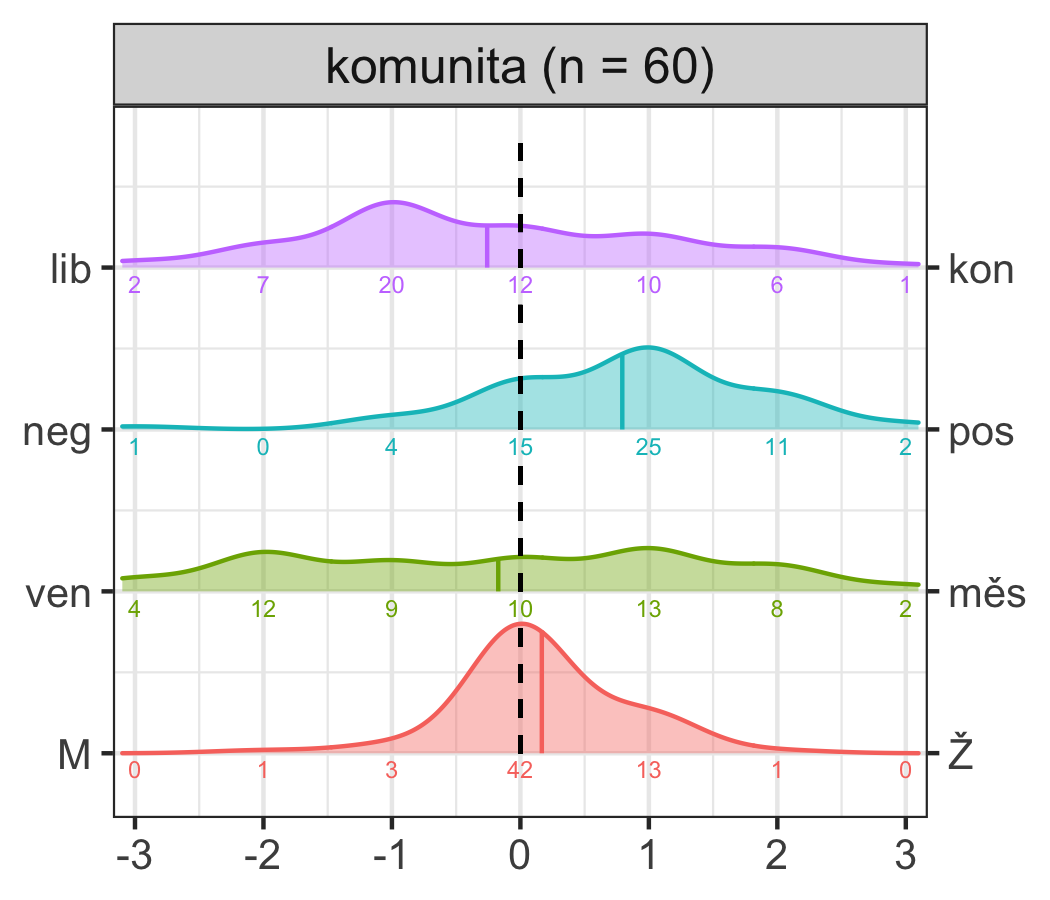 komunita (n = 60)
lib kon
2 7 20 12 10 6 1
neg pos
1 0 4 15 25 11 2
ven měs
4 12 9 10 13 8 2
M Ž
0 1 3 42 13 1 0
-3 -2 -1 0 1 2 3